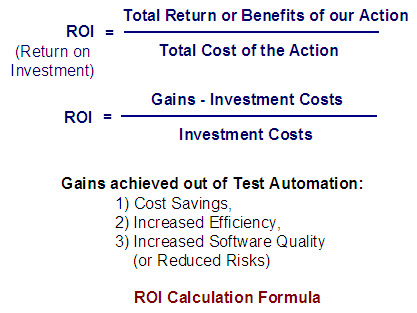 Total Return or Benefits of our Action
ROI =
(Return on
Investment)
Total Cost of the Action
Gains - Investment Costs
ROI =
Investment Costs
Gains achieved out of Test Automation:
1) Cost Savings,
2) Increased Efficiency,
3) Increased Software Quality
(or Reduced Risks)
ROI Calculation Formula